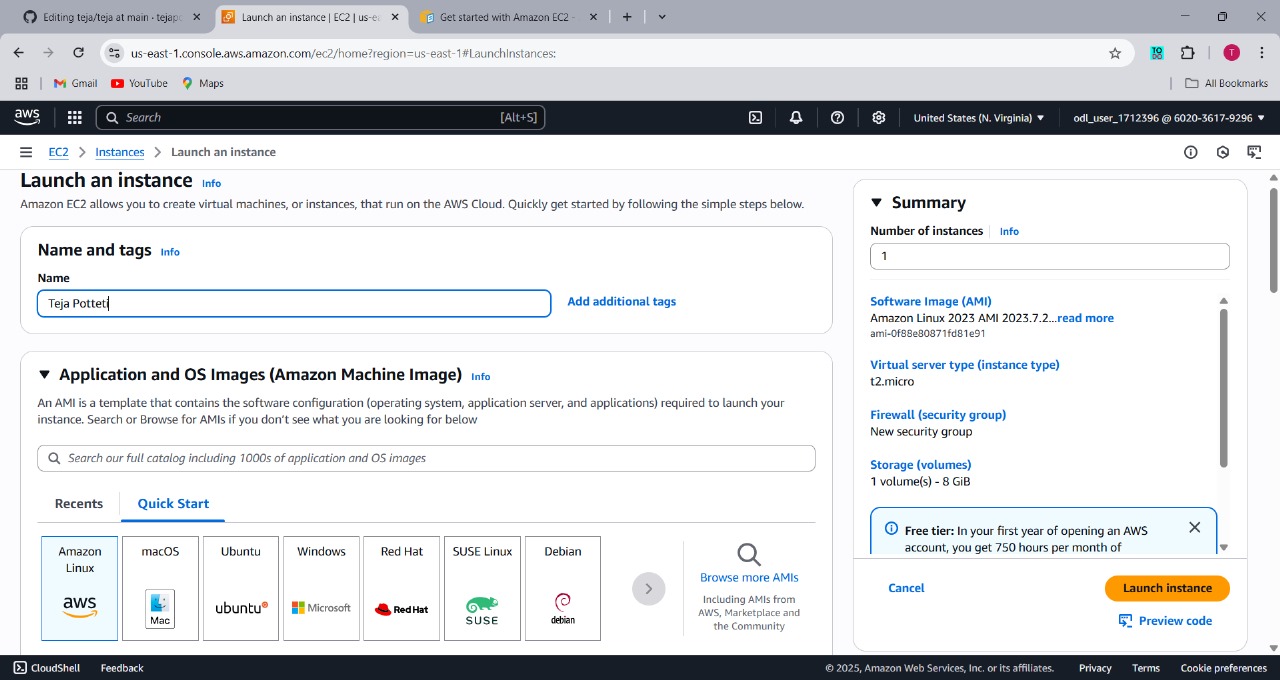 Editing teja/teja at main · tejapo
Launch an instance | EC2 | us-e
Get started with Amazon EC2 -
us-east-1.console.aws.amazon.com/ec2/home?region=us-east-1#LaunchInstances:
TO DO
T
Gmail
YouTube
Maps
All Bookmarks
aws
Search
[Alt+S]
United States (N. Virginia)
odl_user_1712396 @ 6020-3617-9296
EC2
Instances
Launch an instance
Launch an instance
Info
Amazon EC2 allows you to create virtual machines, or instances, that run on the AWS Cloud. Quickly get started by following the simple steps below.
Name and tags
Info
Name
Teja Potteti
Add additional tags
Application and OS Images (Amazon Machine Image)
Info
An AMI is a template that contains the software configuration (operating system, application server, and applications) required to launch your
instance. Search or Browse for AMIs if you don't see what you are looking for below
Search our full catalog including 1000s of application and OS images
Recents
Quick Start
Amazon
Linux
aws
macOS
Mac
Ubuntu
ubuntu
Windows
Microsoft
Red Hat
Red Hat
SUSE Linux
SUSE
Debian
debian
Browse more AMIs
Including AMIs from
AWS, Marketplace and
the Community
Summary
Number of instances
Info
1
Software Image (AMI)
Amazon Linux 2023 AMI 2023.7.2...read more
ami-0f88e80871fd81e91
Virtual server type (instance type)
t2.micro
Firewall (security group)
New security group
Storage (volumes)
1 volume(s) - 8 GiB
Free tier: In your first year of opening an AWS
account, you get 750 hours per month of
Cancel
Launch instance
Preview code
CloudShell
Feedback
© 2025, Amazon Web Services, Inc. or its affiliates.
Privacy
Terms
Cookie preferences